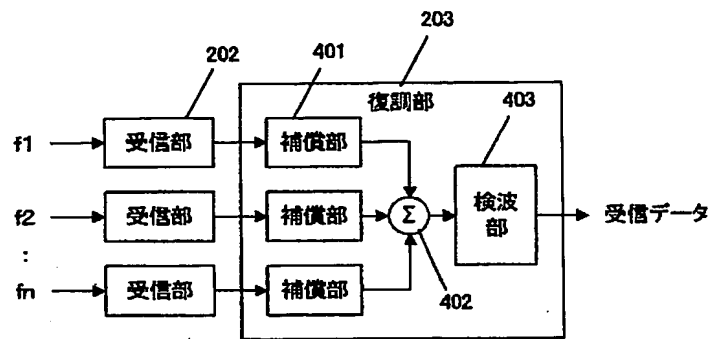 202
401
203
403
復調部
f1
受信部
補償部
f2
受信部
補償部
Σ
検波
部
受信データ
:
fn
受信部
補償部
402